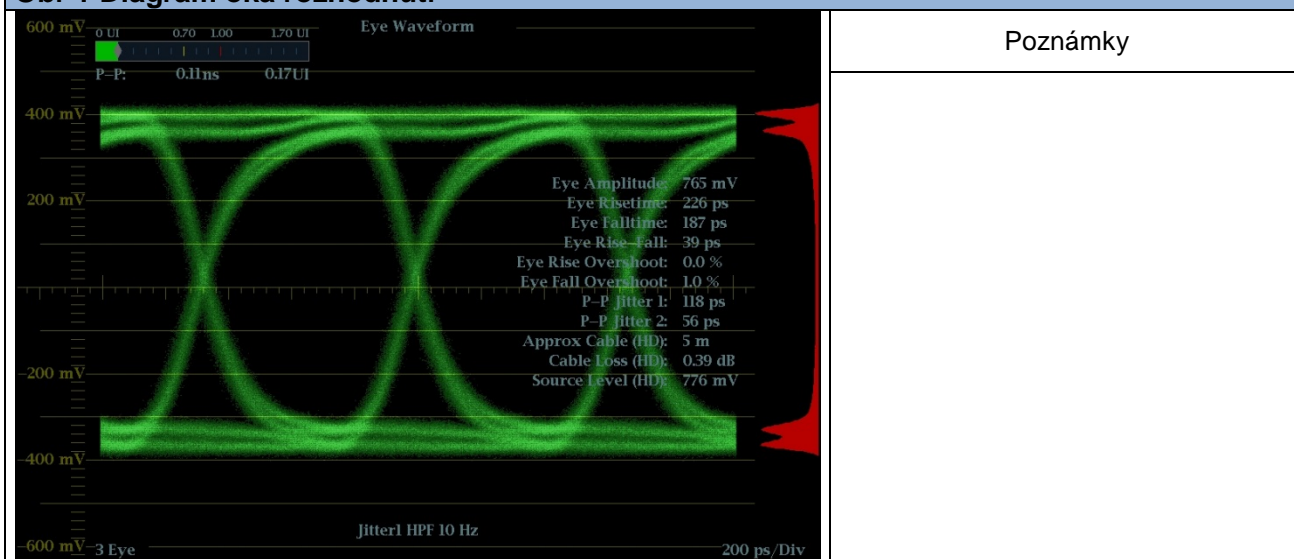 Obr 1 Diagram oka rozhodnutí
600 mV
Eye Waveform
0 UI 0.70 1.00 1.70 UI
P-P: 0.11ns 0.17UI
400 mV
200 mV
-200 mV
-400 mV
-600 mV
Eye Amplitude: 765 mV
Eye Risetime: 226 ps
Eye Falltime: 187 ps
Eye Rise-Fall: 39 ps
Eye Rise Overshoot: 0.0 %
Eye Fall Overshoot: 1.0 %
P-P Jitter 1: 118 ps
P-P Jitter 2: 56 ps
Approx Cable (HD): 5 m
Cable Loss (HD): 0.39 dB
Source Level (HD): 776 mV
Jitter1 HPF 10 Hz
3 Eye
200 ps/Div
Poznámky